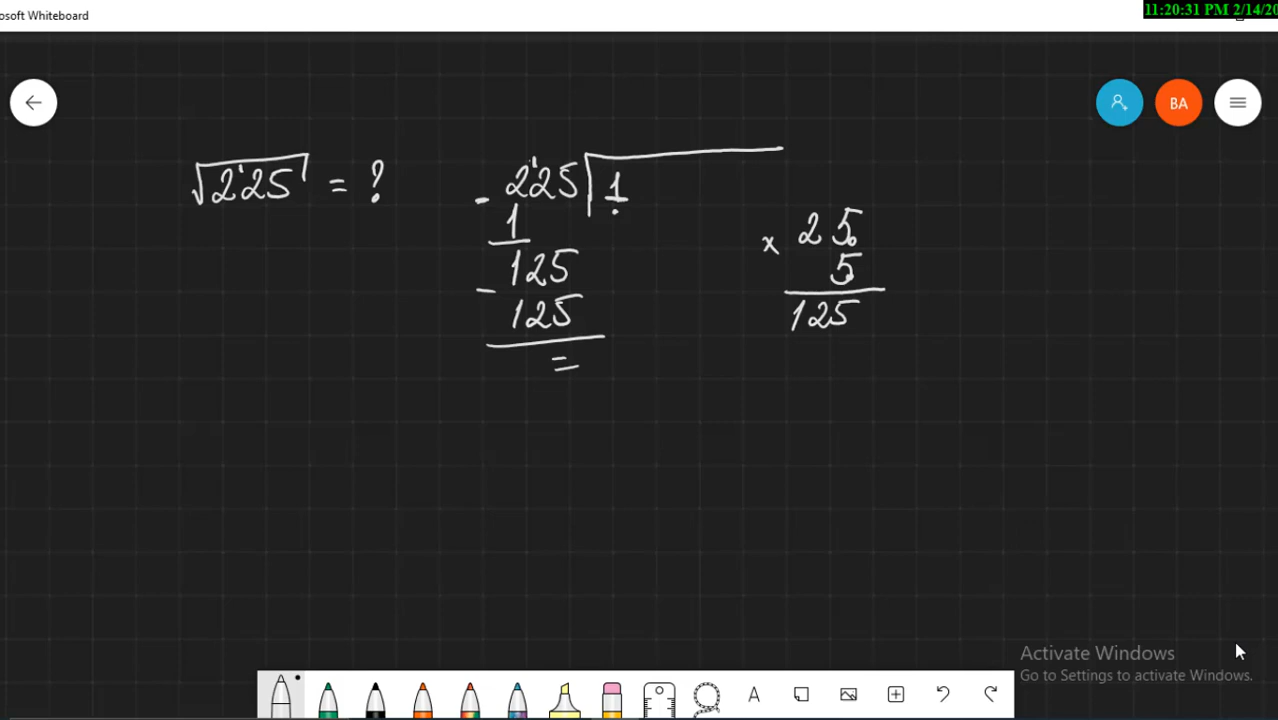 osoft Whiteboard
11:20:31 PM 2/14/20
BA
√2'25 = ?
- 2'25 1
1
125
- 125
=
x 25
5
125
Activate Windows
Go to Settings to activate Windows.
A